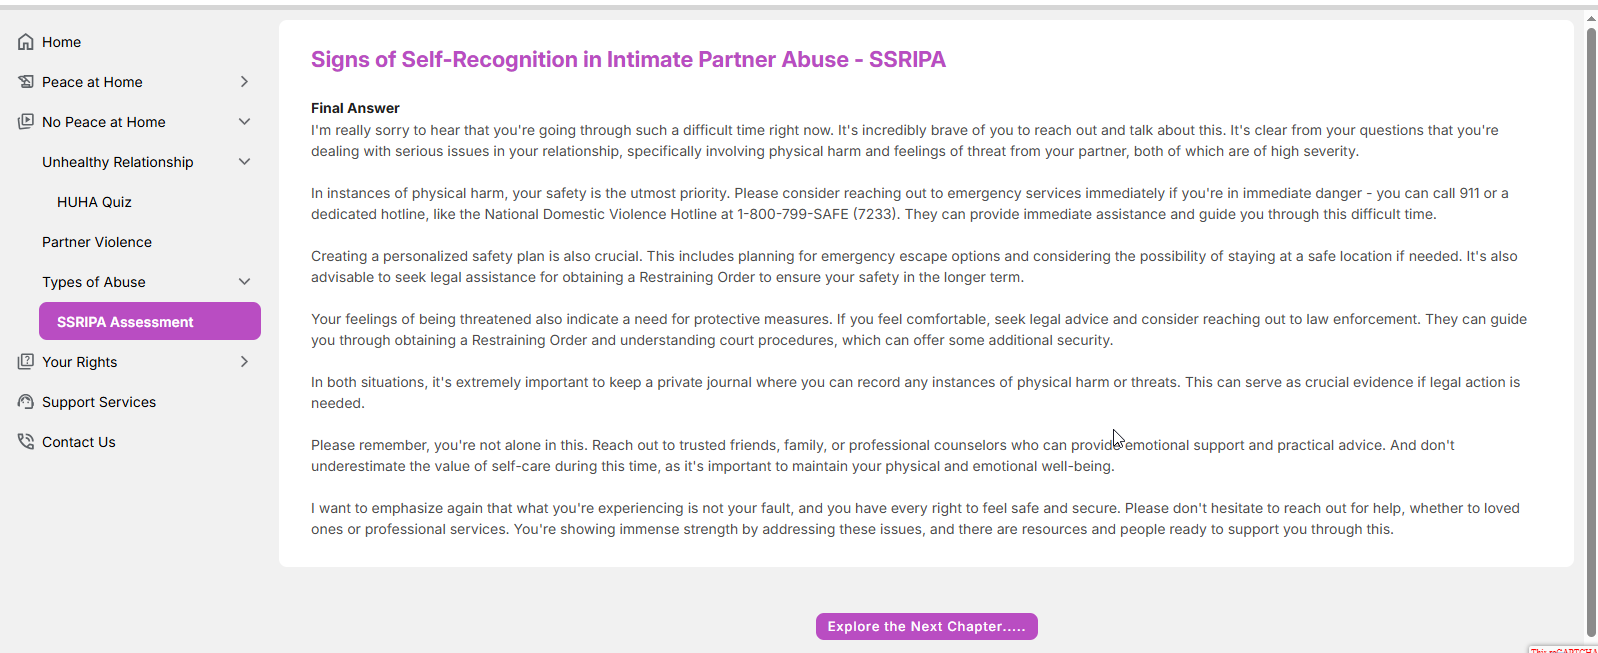 Home
Peace at Home
No Peace at Home
Unhealthy Relationship
HUHA Quiz
Partner Violence
Types of Abuse
SSRIPA Assessment
Your Rights
Support Services
Contact Us
Signs of Self-Recognition in Intimate Partner Abuse - SSRIPA
Final Answer
I'm really sorry to hear that you're going through such a difficult time right now. It's incredibly brave of you to reach out and talk about this. It's clear from your questions that you're
dealing with serious issues in your relationship, specifically involving physical harm and feelings of threat from your partner, both of which are of high severity.
In instances of physical harm, your safety is the utmost priority. Please consider reaching out to emergency services immediately if you're in immediate danger - you can call 911 or a
dedicated hotline, like the National Domestic Violence Hotline at 1-800-799-SAFE (7233). They can provide immediate assistance and guide you through this difficult time.
Creating a personalized safety plan is also crucial. This includes planning for emergency escape options and considering the possibility of staying at a safe location if needed. It's also
advisable to seek legal assistance for obtaining a Restraining Order to ensure your safety in the longer term.
Your feelings of being threatened also indicate a need for protective measures. If you feel comfortable, seek legal advice and consider reaching out to law enforcement. They can guide
you through obtaining a Restraining Order and understanding court procedures, which can offer some additional security.
In both situations, it's extremely important to keep a private journal where you can record any instances of physical harm or threats. This can serve as crucial evidence if legal action is
needed.
Please remember, you're not alone in this. Reach out to trusted friends, family, or professional counselors who can provide emotional support and practical advice. And don't
underestimate the value of self-care during this time, as it's important to maintain your physical and emotional well-being.
I want to emphasize again that what you're experiencing is not your fault, and you have every right to feel safe and secure. Please don't hesitate to reach out for help, whether to loved
ones or professional services. You're showing immense strength by addressing these issues, and there are resources and people ready to support you through this.
Explore the Next Chapter.....